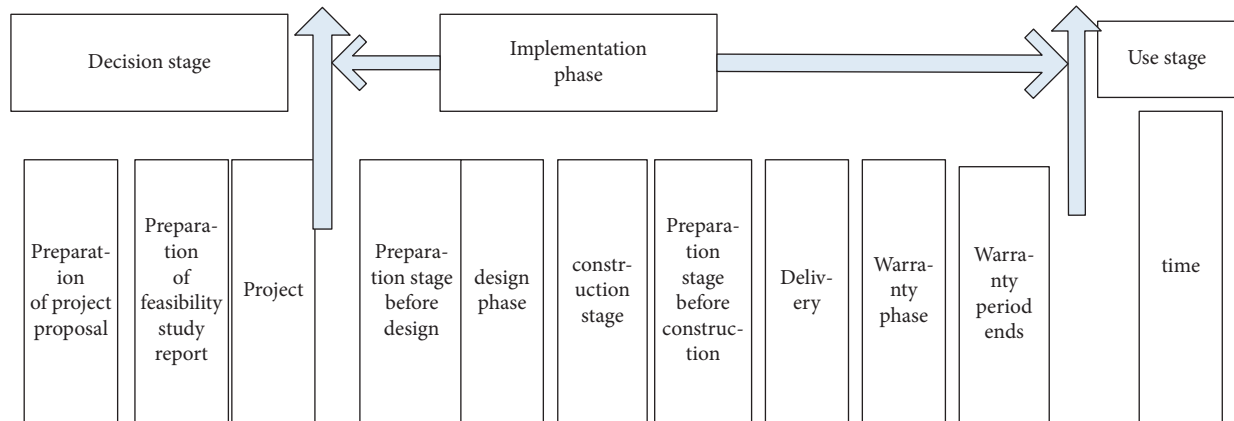 Decision stage
Implementation
phase
Use stage
Preparat-
ion
of project
proposal
Prepara-
tion
of
feasibility
study
report
Project
Prepara-
tion stage
before
design
design
phase
constr-
uction
stage
Prepara-
tion
stage
before
construc-
tion
Deliv-
ery
Warra-
nty
phase
Warra-
nty
period
ends
time